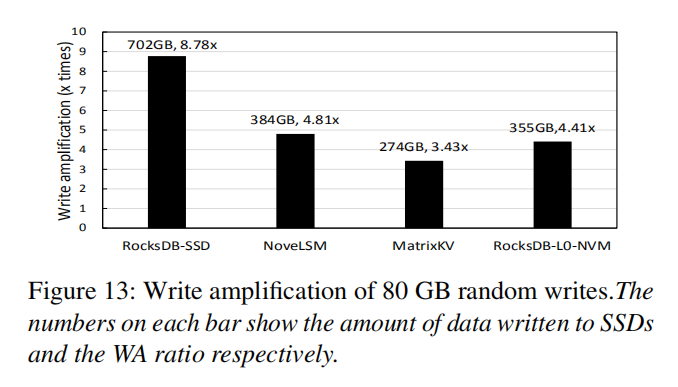 Write amplification (x times)
10
9
8
7
6
5
4
3
2
1
0
702GB, 8.78x
384GB, 4.81x
274GB, 3.43x
355GB,4.41x
RocksDB-SSD
NoveLSM
MatrixKV
RocksDB-L0-NVM
Figure 13: Write amplification of 80 GB random writes.The
numbers on each bar show the amount of data written to SSDs
and the WA ratio respectively.